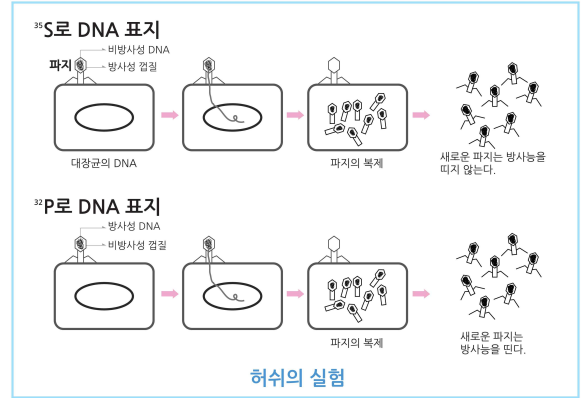 ³⁵S로 DNA 표지
비방사성 DNA
파지
방사성 껍질
대장균의 DNA
파지의 복제
새로운 파지는 방사능을
띠지 않는다.
³²P로 DNA 표지
방사성 DNA
비방사성 껍질
파지의 복제
새로운 파지는
방사능을 띤다.
허쉬의 실험